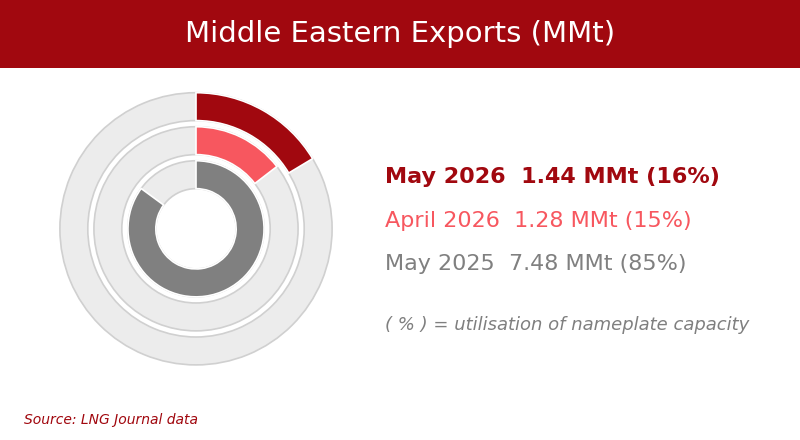 Middle Eastern Exports (MMt)
May 2026 1.44 MMt (16%)
April 2026 1.28 MMt (15%)
May 2025 7.48 MMt (85%)
( % ) = utilisation of nameplate capacity
Source: LNG Journal data